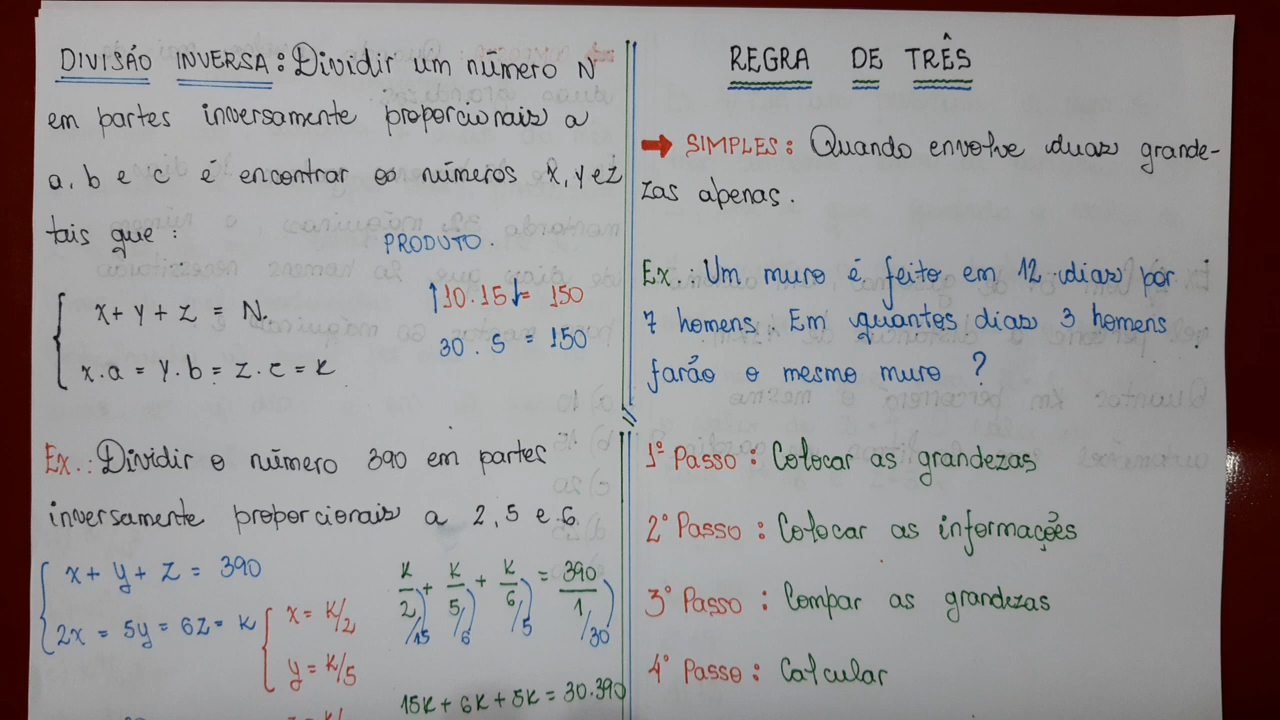 DIVISÃO INVERSA: Dividir um número N
em partes inversamente proporcionais a
a, b e c é encontrar os números X, y e Z
tais que:
PRODUTO.
x + y + z = N.
x.a = y.b = z.c = k
10.15 = 150
30.5 = 150
Ex.: Dividir o número 390 em partes
inversamente proporcionais a 2, 5 e 6
x + y + z = 390
2x = 5y = 6z = k
x = k/2
y = k/5
k/2 + k/5 + k/6 = 390/1
/15 /6 /5 /30
15k + 6k + 5k = 30.390
REGRA DE TRÊS
➡ SIMPLES: Quando envolve duas grande-
zas apenas.
Ex.: Um muro é feito em 12 dias por
7 homens. Em quantos dias 3 homens
farão o mesmo muro?
1º Passo: Colocar as grandezas
2º Passo: Colocar as informações
3º Passo: Compar as grandezas
4º Passo: Calcular